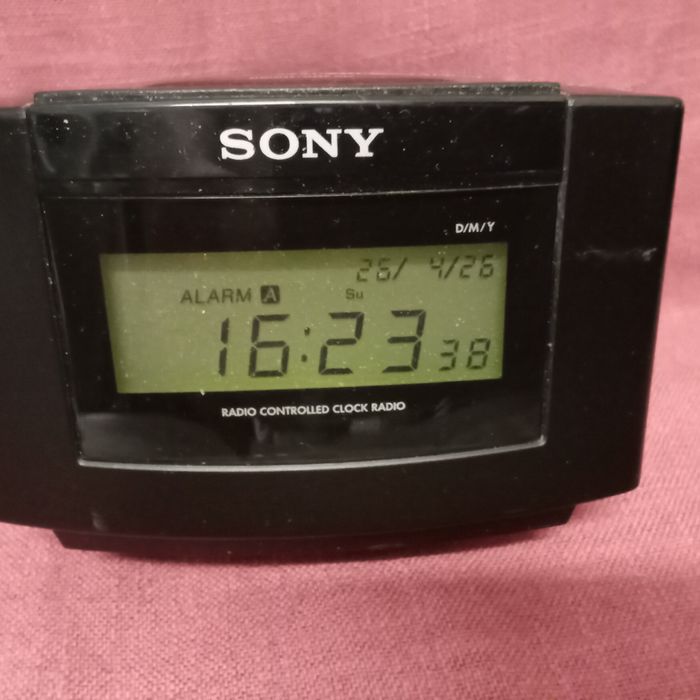 SONY
D/M/Y
26/ 4/26
ALARM A Su
16:23 38
RADIO CONTROLLED CLOCK RADIO